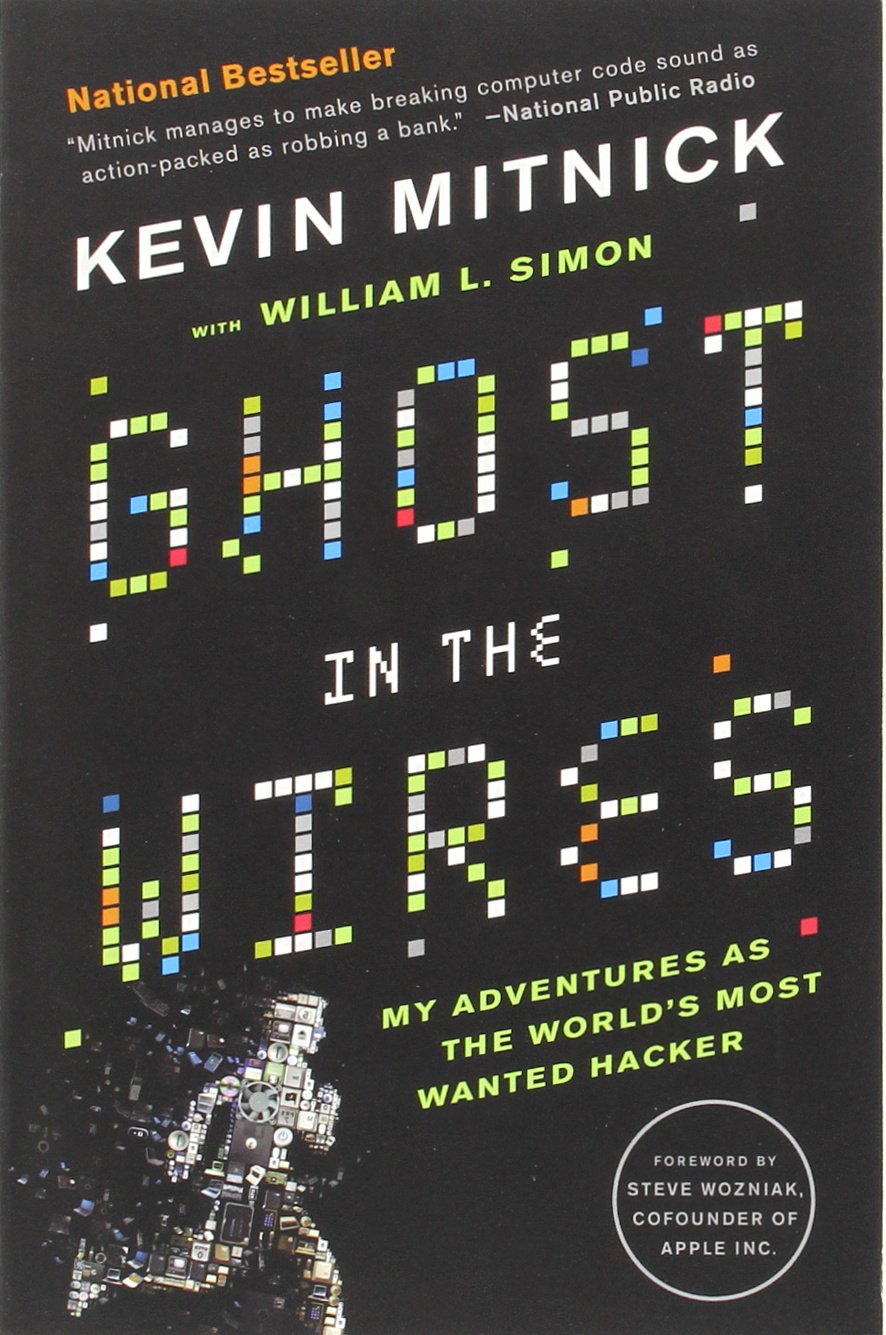 National Bestseller
“Mitnick manages to make breaking computer code sound as
action-packed as robbing a bank.” —National Public Radio
KEVIN MITNICK
WITH WILLIAM L. SIMON
GHOST
IN THE
WIRES
MY ADVENTURES AS
THE WORLD’S MOST
WANTED HACKER
FOREWORD BY
STEVE WOZNIAK,
COFOUNDER OF
APPLE INC.